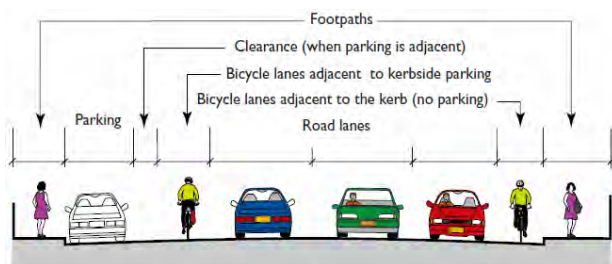 Footpaths
Clearance (when parking is adjacent)
Bicycle lanes adjacent to kerbside parking
Bicycle lanes adjacent to the kerb (no parking)
Parking
Road lanes